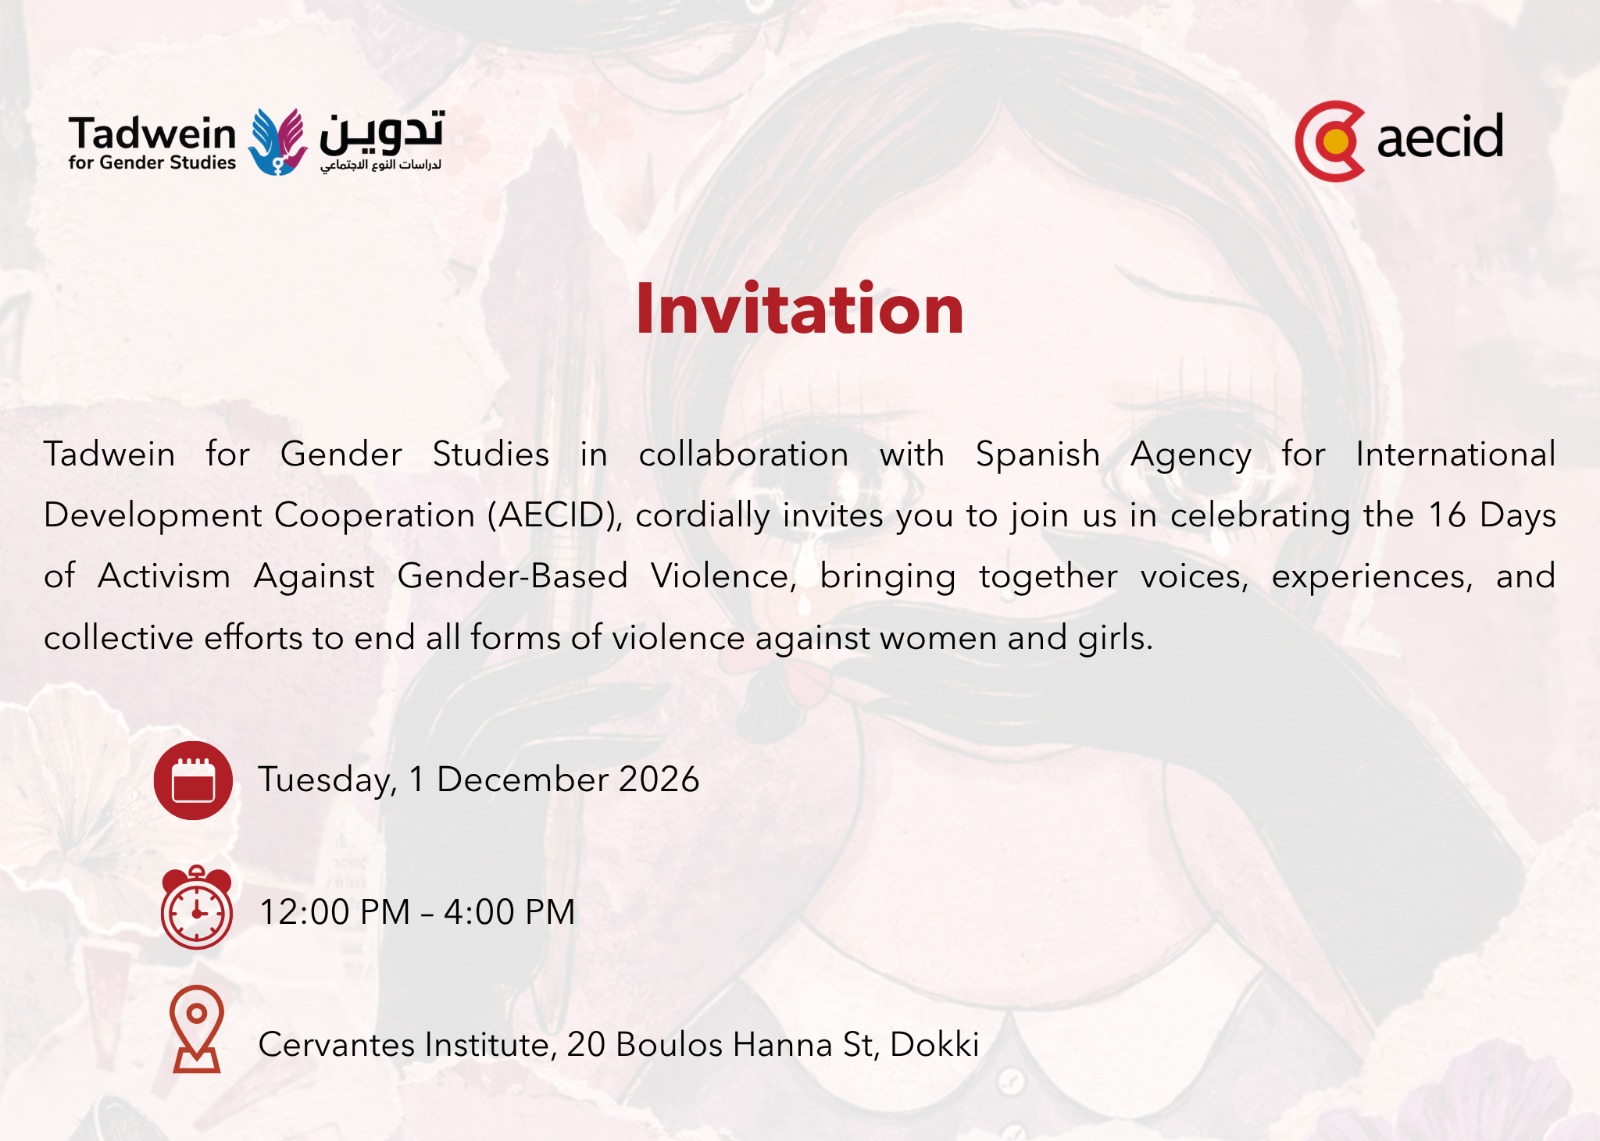 Tadwein
for Gender Studies
تدوين
لدراسات النوع الاجتماعي
aecid
Invitation
Tadwein for Gender Studies in collaboration with Spanish Agency for International
Development Cooperation (AECID), cordially invites you to join us in celebrating the 16 Days
of Activism Against Gender-Based Violence, bringing together voices, experiences, and
collective efforts to end all forms of violence against women and girls.
Tuesday, 1 December 2026
12:00 PM – 4:00 PM
Cervantes Institute, 20 Boulos Hanna St, Dokki